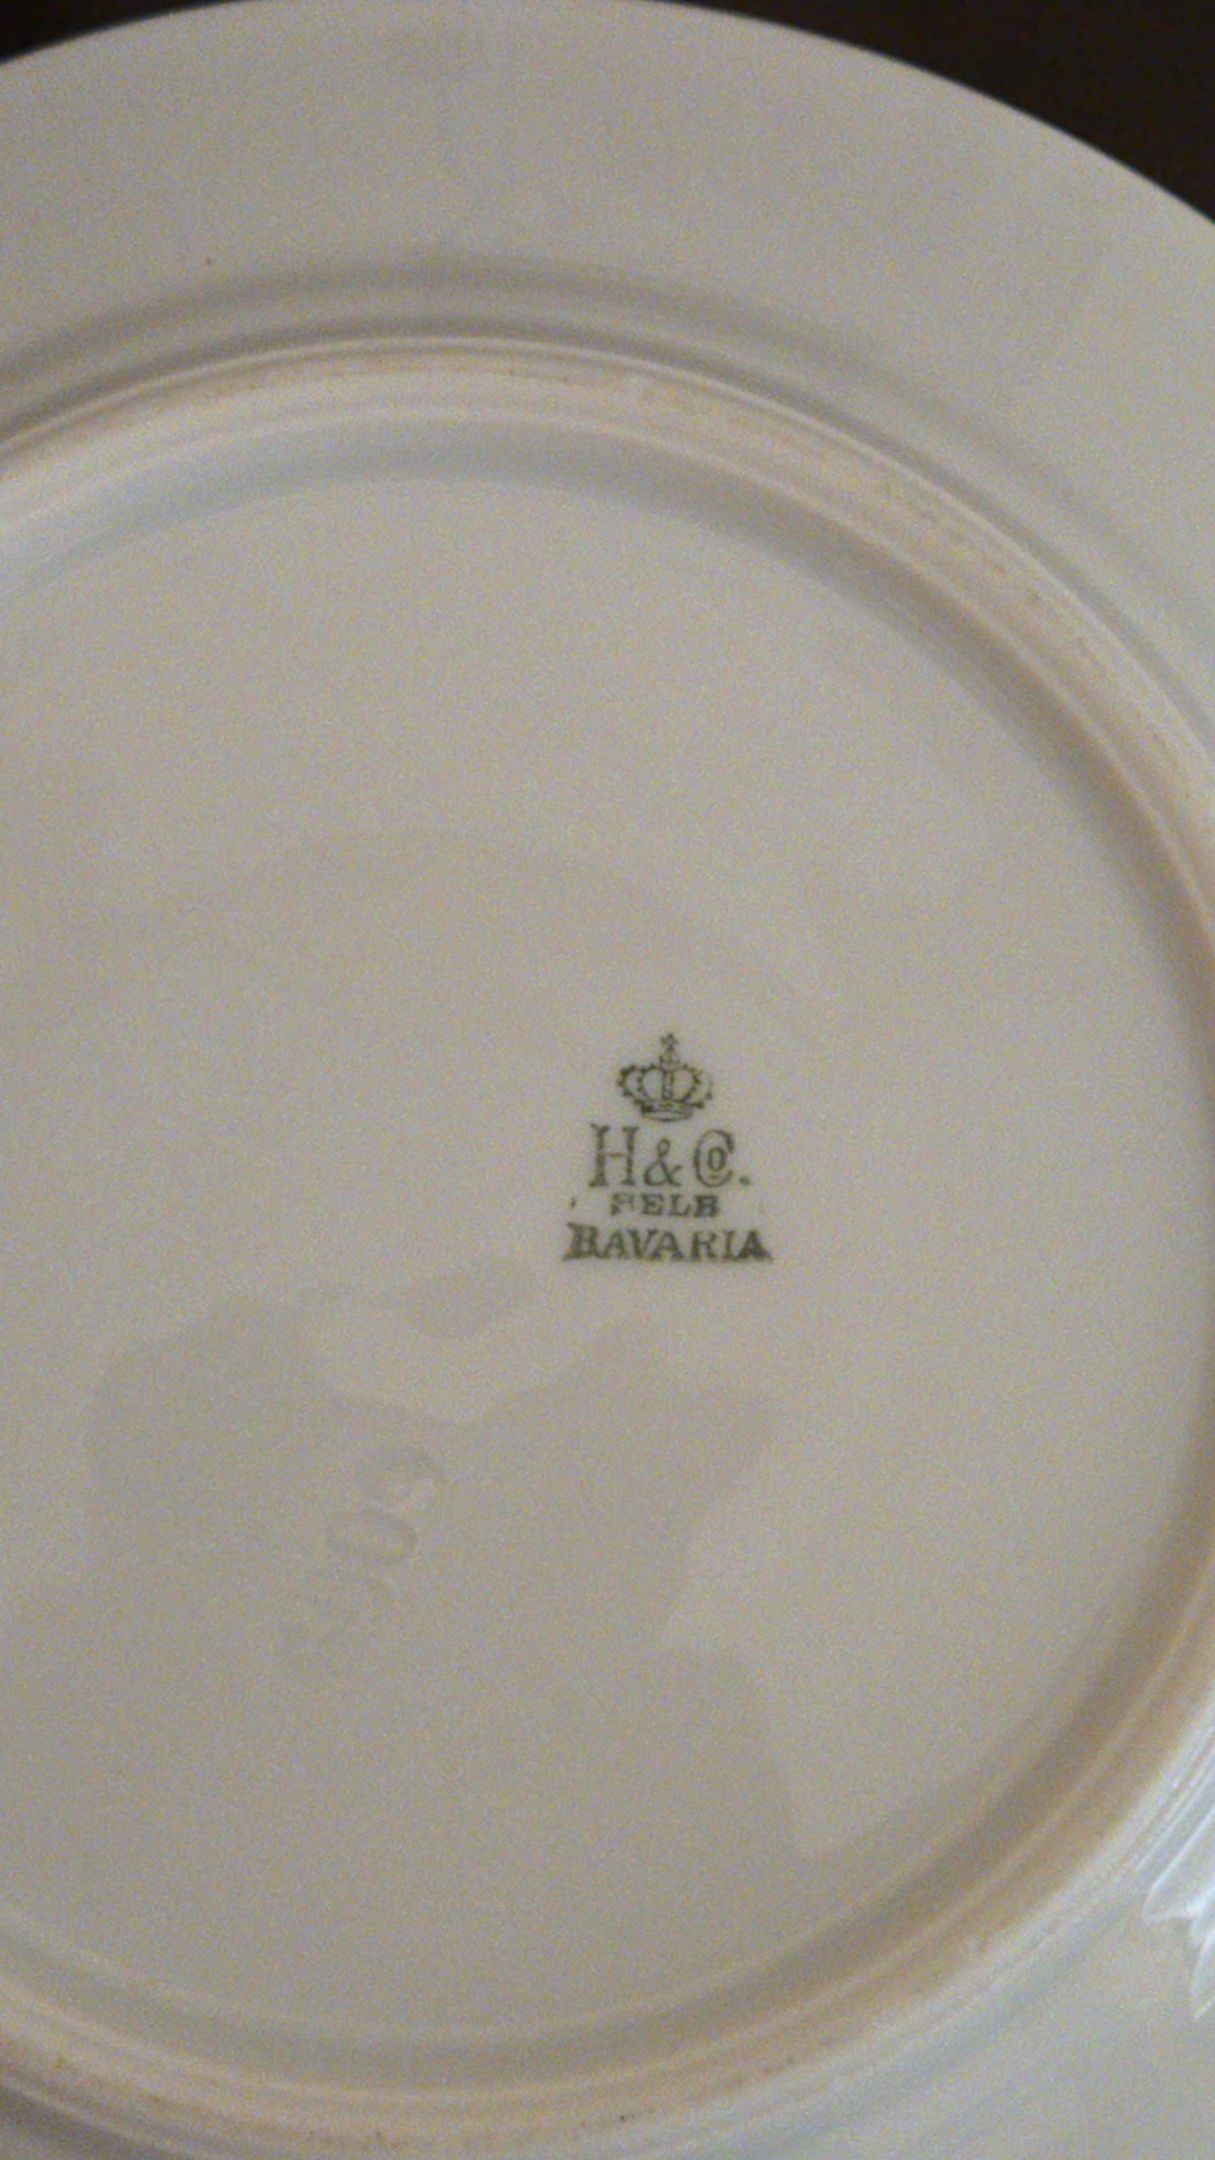 H & Co.
SELB
BAVARIA